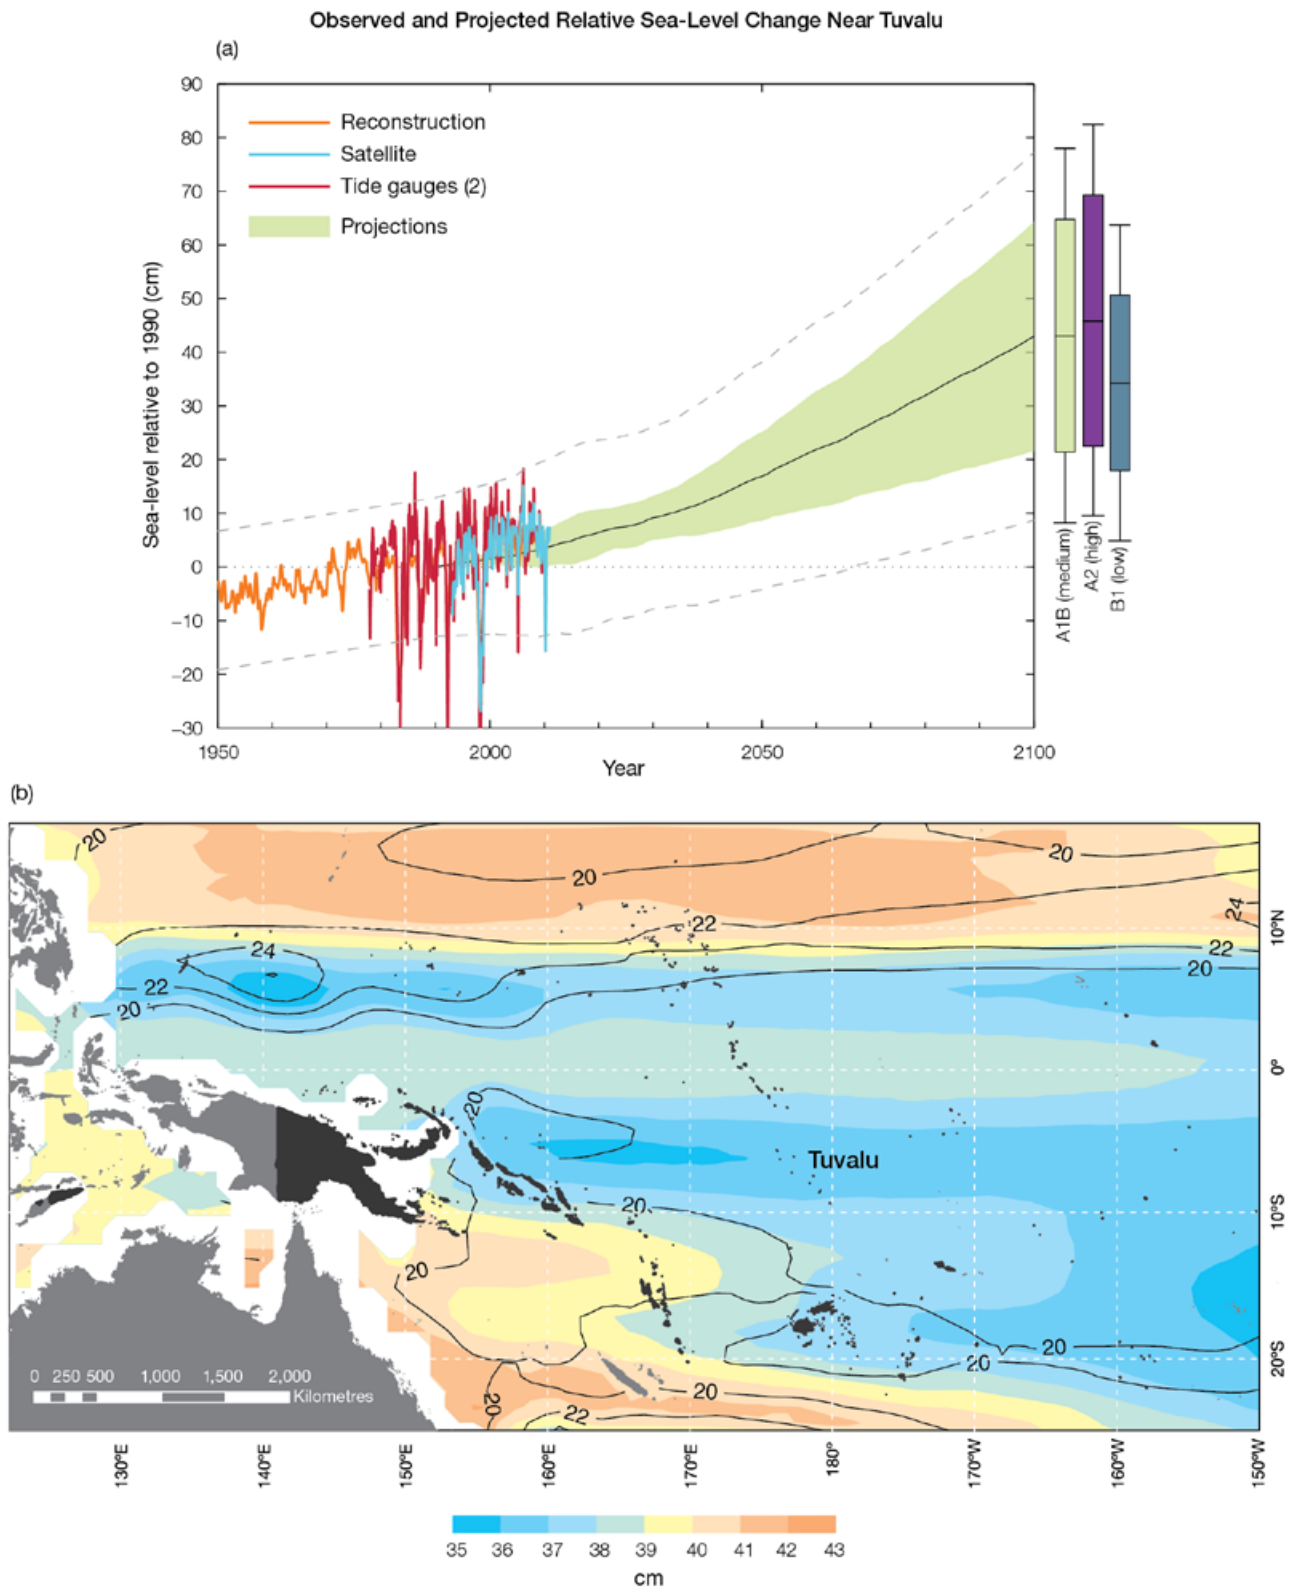 Observed and Projected Relative Sea-Level Change Near Tuvalu
(a)
90
80
70
60
50
40
30
20
10
0
–10
–20
–30
Sea-level relative to 1990 (cm)
Reconstruction
Satellite
Tide gauges (2)
Projections
1950
2000
2050
2100
Year
A1B (medium)
A2 (high)
B1 (low)
(b)
20
20
20
22
24
24
22
22
20
20
20
20
Tuvalu
20
20
20
20
20
22
10°N
0°
10°S
20°S
0 250 500 1,000 1,500 2,000
Kilometres
130°E
140°E
150°E
160°E
170°E
180°
170°W
160°W
150°W
35 36 37 38 39 40 41 42 43
cm